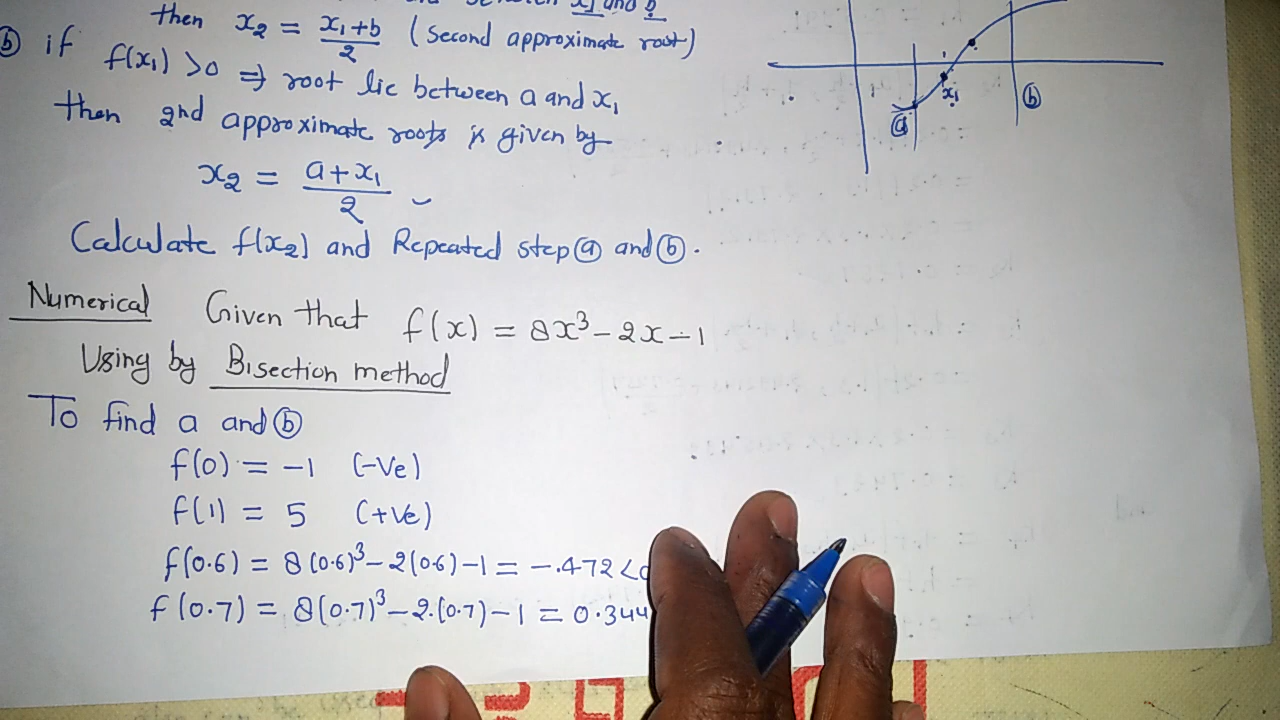 then x₂ = (x₁+b)/2 (second approximate root)
ⓑ if f(x₁) >0 ⇒ root lie between a and x₁
then 2nd approximate roots is given by
x₂ = (a+x₁)/2
Calculate f(x₂) and Repeated step ⓐ and ⓑ.
Numerical Given that f(x) = 8x³-2x-1
Using by Bisection method
To find a and ⓑ
f(0) = -1 (-Ve)
f(1) = 5 (+ve)
f(0.6) = 8(0.6)³-2(0.6)-1 = -.472 <0
f(0.7) = 8(0.7)³-2.(0.7)-1 = 0.344
x₁
ⓐ
ⓑ